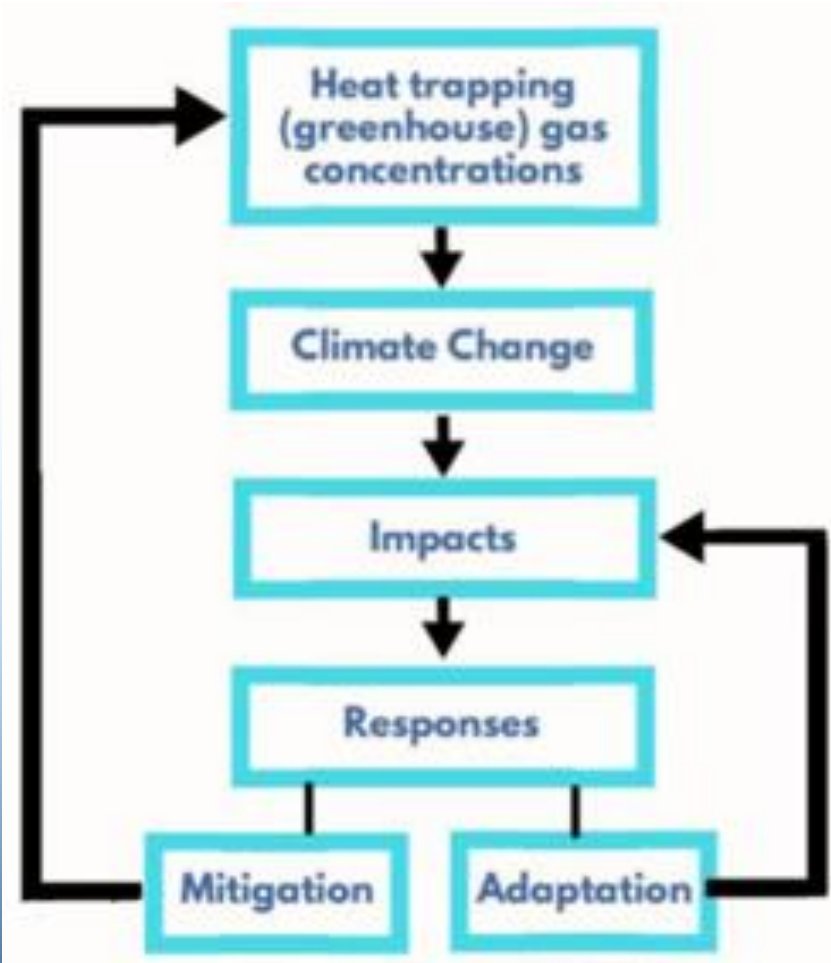 Heat trapping
(greenhouse) gas
concentrations
Climate Change
Impacts
Responses
Mitigation
Adaptation